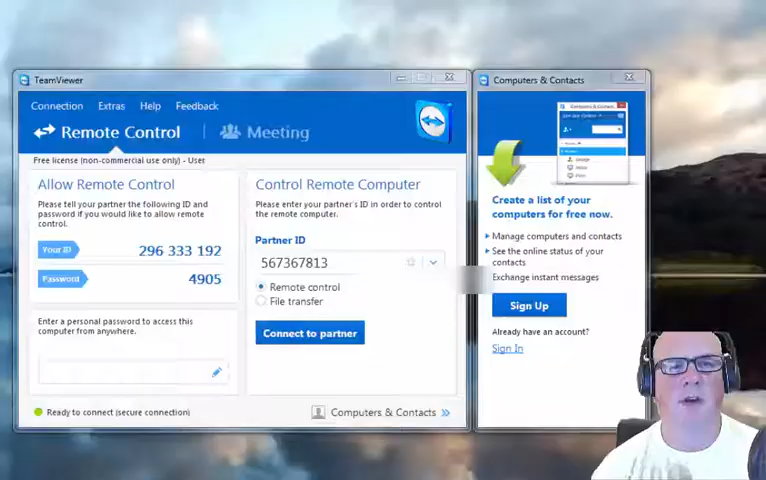 TeamViewer
Connection Extras Help Feedback
Remote Control Meeting
Free license (non-commercial use only) - User
Allow Remote Control
Please tell your partner the following ID and
password if you would like to allow remote
control.
Your ID 296 333 192
Password 4905
Enter a personal password to access this
computer from anywhere.
Ready to connect (secure connection)
Control Remote Computer
Please enter your partner's ID in order to control
the remote computer.
Partner ID
567367813
Remote control
File transfer
Connect to partner
Computers & Contacts
Computers & Contacts
Create a list of your
computers for free now.
Manage computers and contacts
See the online status of your
contacts
Exchange instant messages
Sign Up
Already have an account?
Sign In